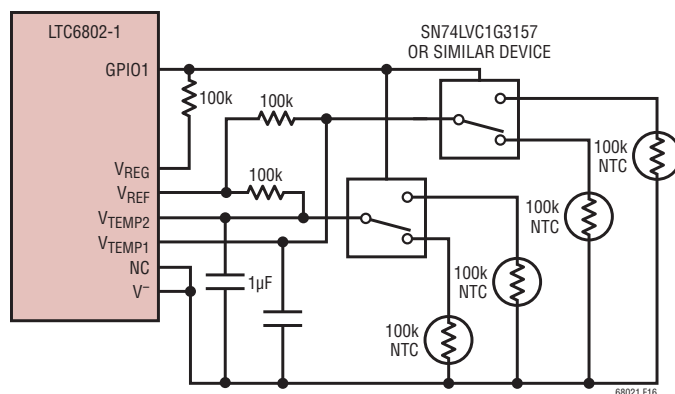 LTC6802-1
SN74LVC1G3157
OR SIMILAR DEVICE
GPIO1
100k
100k
VREG
100k
VREF
VTEMP2
VTEMP1
NC
V–
1µF
100k
NTC
100k
NTC
100k
NTC
100k
NTC
68021 F16